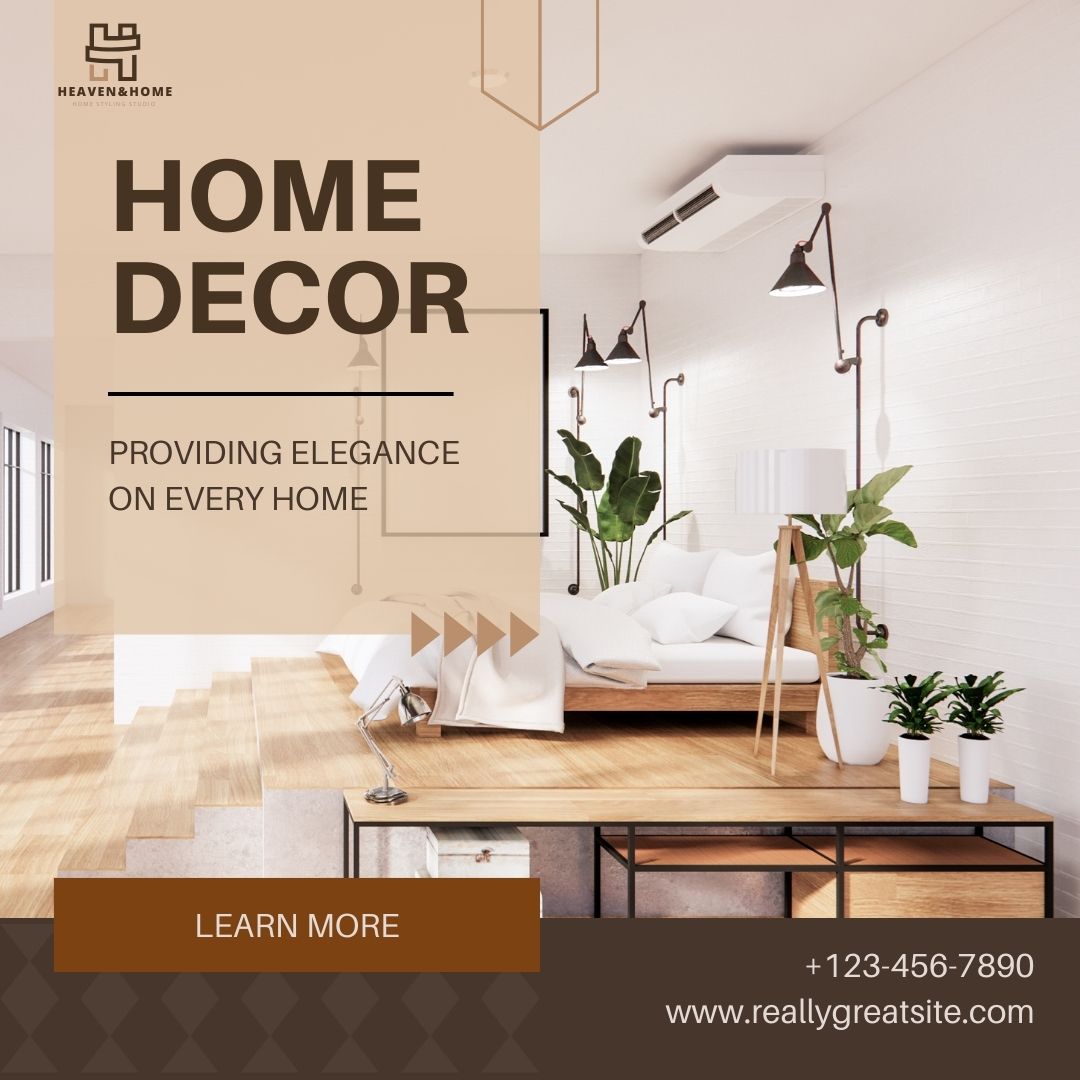 HEAVEN&HOME
HOME STYLING STUDIO
HOME
DECOR
PROVIDING ELEGANCE
ON EVERY HOME
LEARN MORE
+123-456-7890
www.reallygreatsite.com